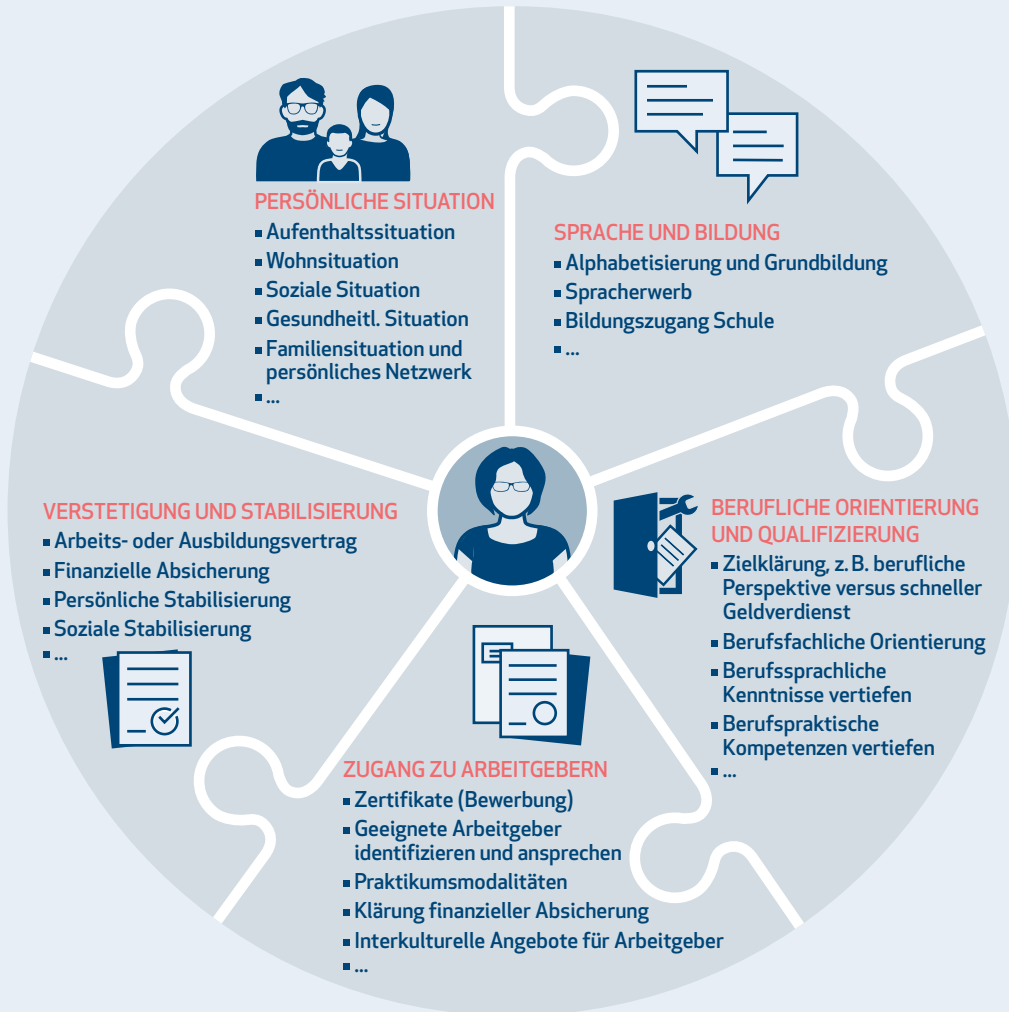 PERSÖNLICHE SITUATION
▪ Aufenthaltssituation
▪ Wohnsituation
▪ Soziale Situation
▪ Gesundheitl. Situation
▪ Familiensituation und
persönliches Netzwerk
▪ ...
SPRACHE UND BILDUNG
▪ Alphabetisierung und Grundbildung
▪ Spracherwerb
▪ Bildungszugang Schule
▪ ...
BERUFLICHE ORIENTIERUNG
UND QUALIFIZIERUNG
▪ Zielklärung, z. B. berufliche
Perspektive versus schneller
Geldverdienst
▪ Berufsfachliche Orientierung
▪ Berufssprachliche
Kenntnisse vertiefen
▪ Berufspraktische
Kompetenzen vertiefen
▪ ...
ZUGANG ZU ARBEITGEBERN
▪ Zertifikate (Bewerbung)
▪ Geeignete Arbeitgeber
identifizieren und ansprechen
▪ Praktikumsmodalitäten
▪ Klärung finanzieller Absicherung
▪ Interkulturelle Angebote für Arbeitgeber
▪ ...
VERSTETIGUNG UND STABILISIERUNG
▪ Arbeits- oder Ausbildungsvertrag
▪ Finanzielle Absicherung
▪ Persönliche Stabilisierung
▪ Soziale Stabilisierung
▪ ...